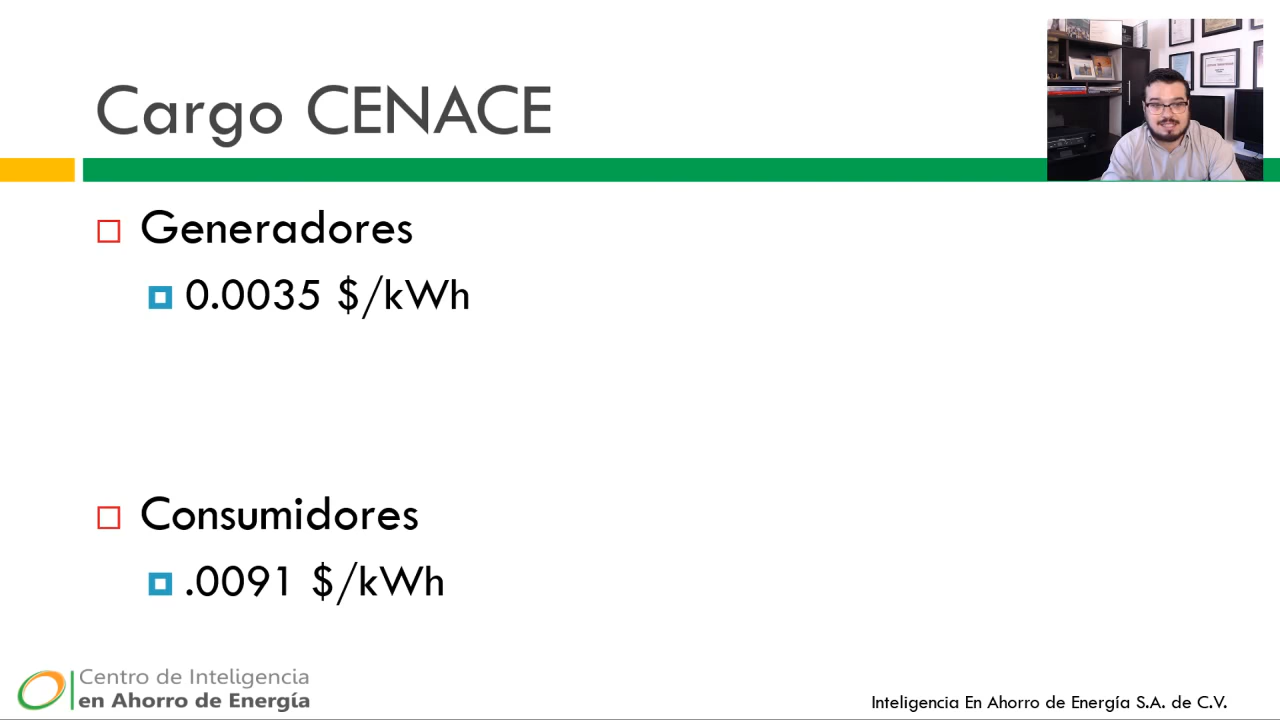 Cargo CENACE
Generadores
0.0035 $/kWh
Consumidores
.0091 $/kWh
Centro de Inteligencia
en Ahorro de Energía
Inteligencia En Ahorro de Energía S.A. de C.V.